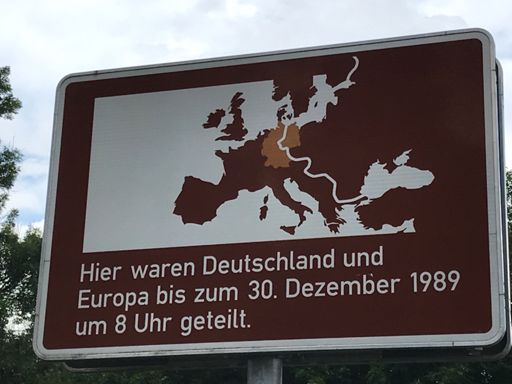 Hier waren Deutschland und
Europa bis zum 30. Dezember 1989
um 8 Uhr geteilt.